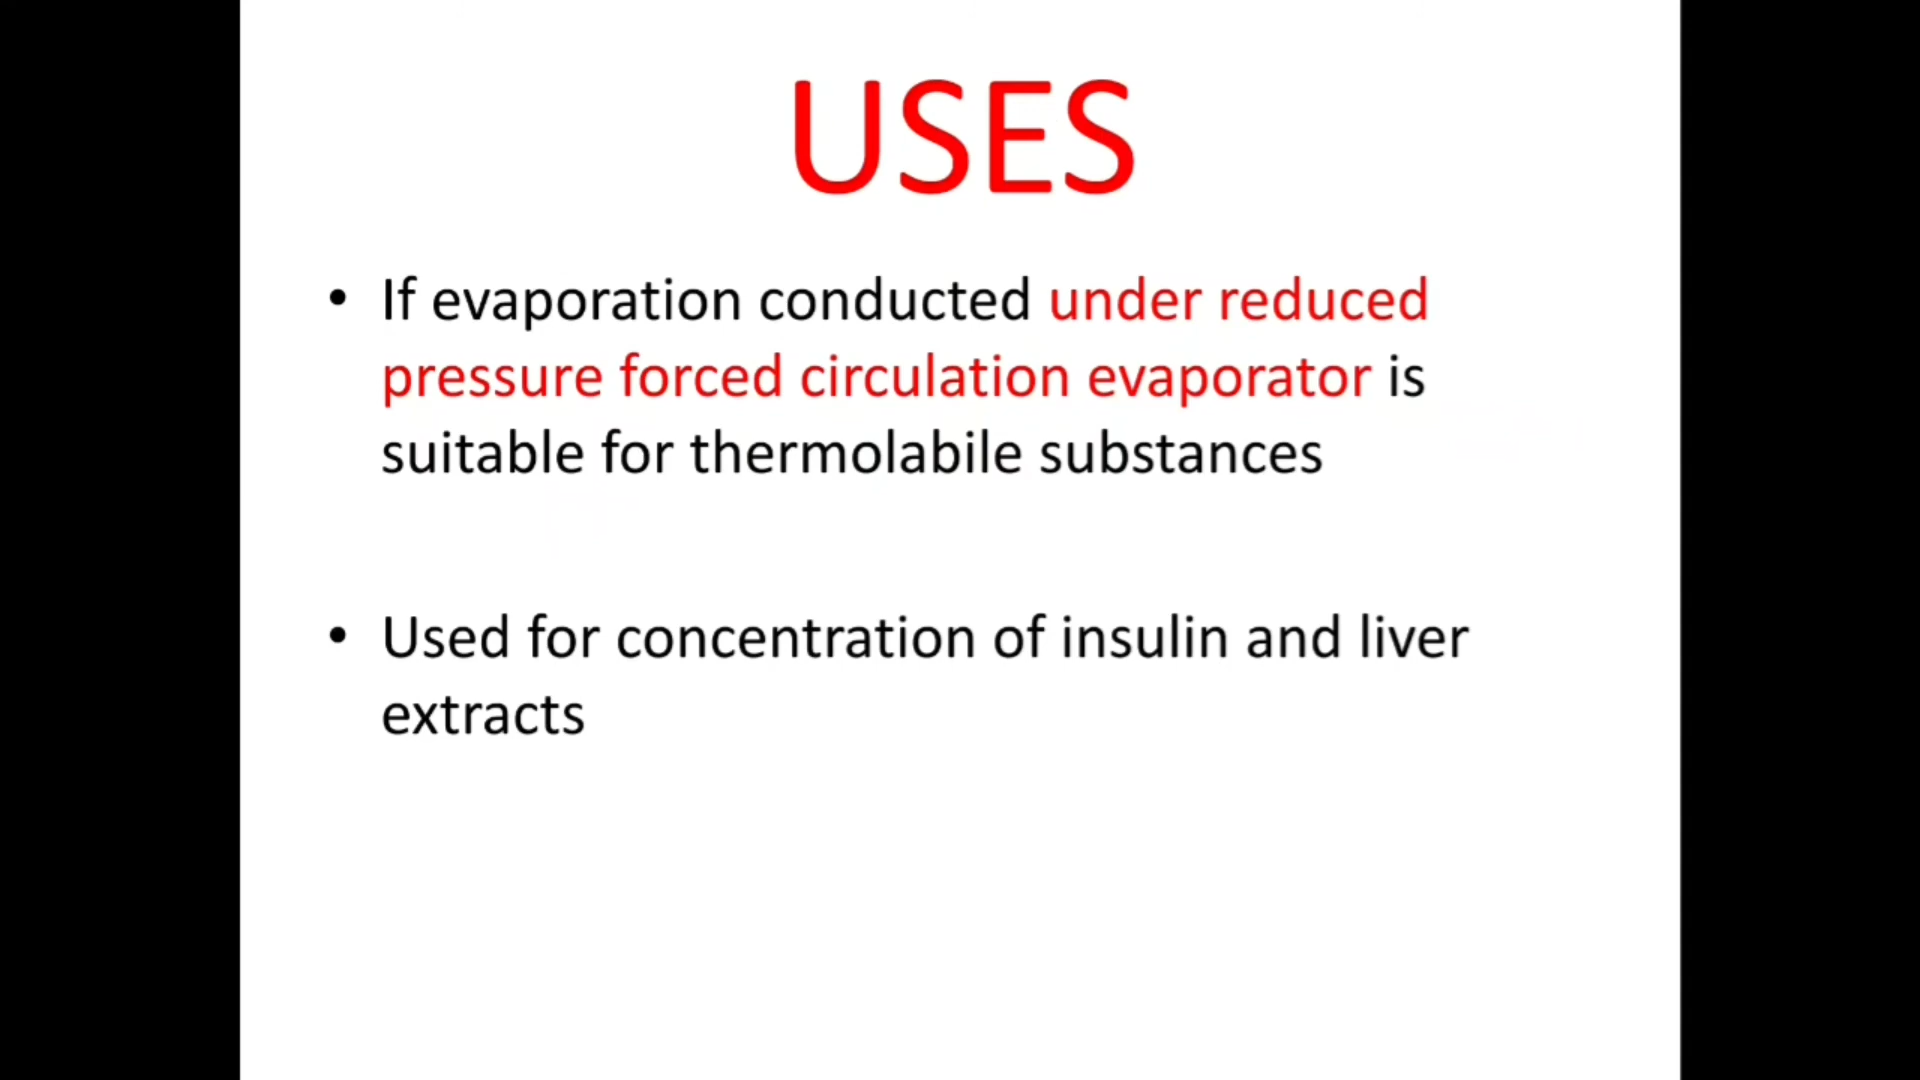 USES
• If evaporation conducted under reduced
pressure forced circulation evaporator is
suitable for thermolabile substances
• Used for concentration of insulin and liver
extracts